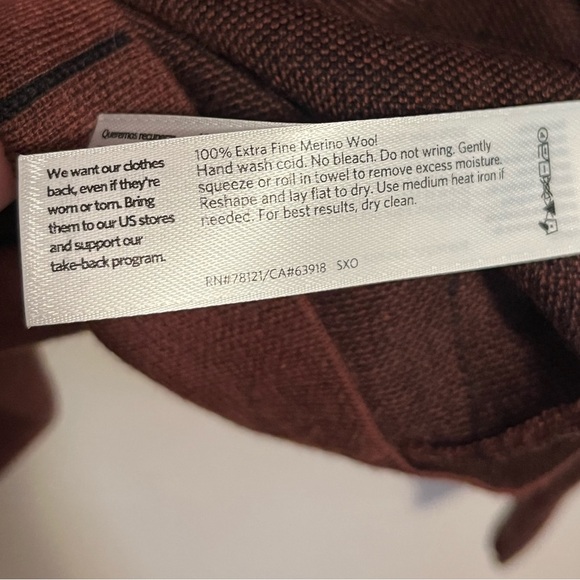 Queremos recupe
We want our clothes
back, even if they're
worn or torn. Bring
them to our US stores
and support our
take-back program.
100% Extra Fine Merino Wool
Hand wash cold. No bleach. Do not wring. Gently
squeeze or roll in towel to remove excess moisture.
Reshape and lay flat to dry. Use medium heat iron if
needed. For best results, dry clean.
RN#78121/CA#63918 SXO